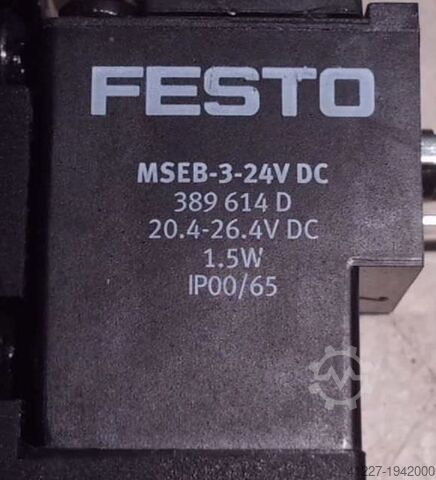 FESTO
MSEB-3-24V DC
389 614 D
20.4-26.4V DC
1.5W
IP00/65